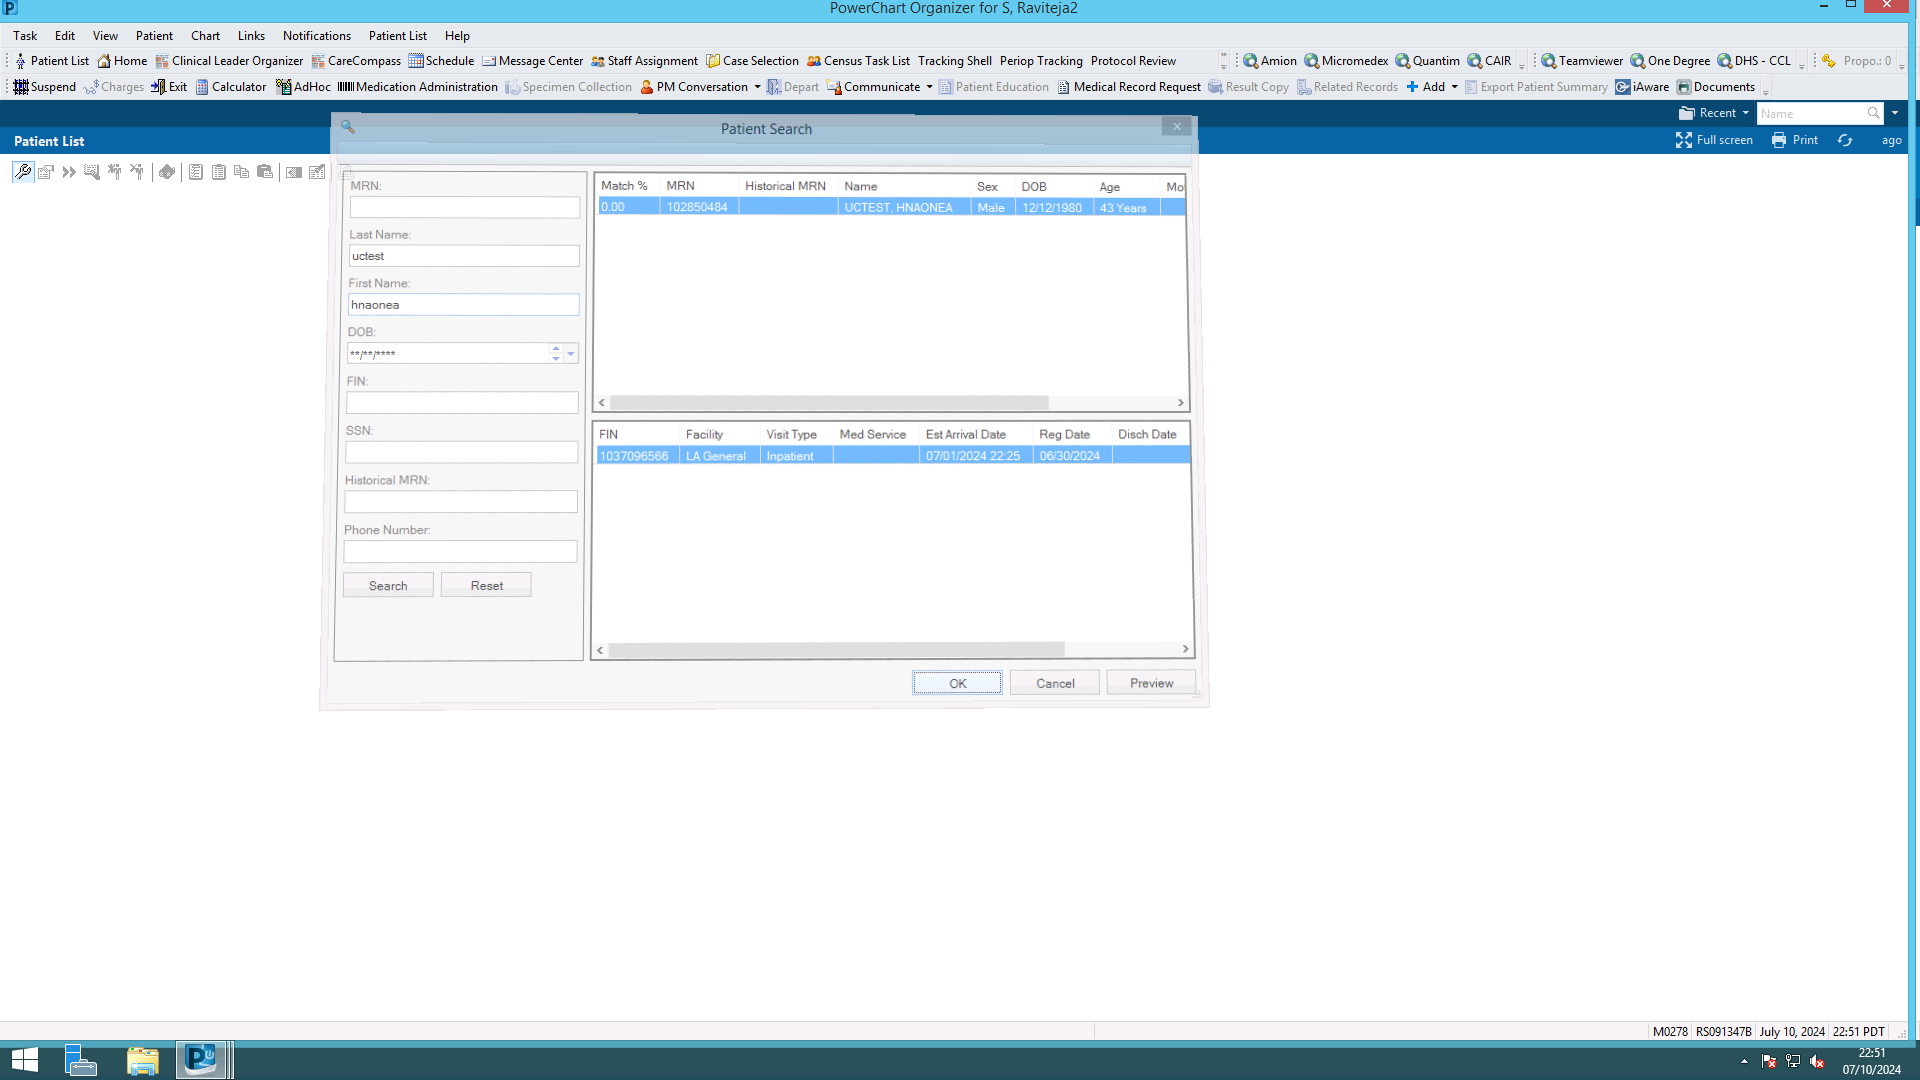 PowerChart Organizer for S, Raviteja2
Task Edit View Patient Chart Links Notifications Patient List Help
Patient List Home Clinical Leader Organizer CareCompass Schedule Message Center Staff Assignment Case Selection Census Task List Tracking Shell Periop Tracking Protocol Review Amion Micromedex Quantim CAIR Teamviewer One Degree DHS - CCL Propo.: 0
Suspend Charges Exit Calculator AdHoc Medication Administration Specimen Collection PM Conversation Depart Communicate Patient Education Medical Record Request Result Copy Related Records Add Export Patient Summary iAware Documents
Recent Name
Patient List Full screen Print ago
Patient Search
MRN:
Last Name:
uctest
First Name:
hnaonea
DOB:
**/**/****
FIN:
SSN:
Historical MRN:
Phone Number:
Search Reset
Match % MRN Historical MRN Name Sex DOB Age Mo
0.00 102850484 UCTEST, HNAONEA Male 12/12/1980 43 Years
FIN Facility Visit Type Med Service Est Arrival Date Reg Date Disch Date
1037096566 LA General Inpatient 07/01/2024 22:25 06/30/2024
OK Cancel Preview
M0278 RS091347B July 10, 2024 22:51 PDT
22:51
07/10/2024